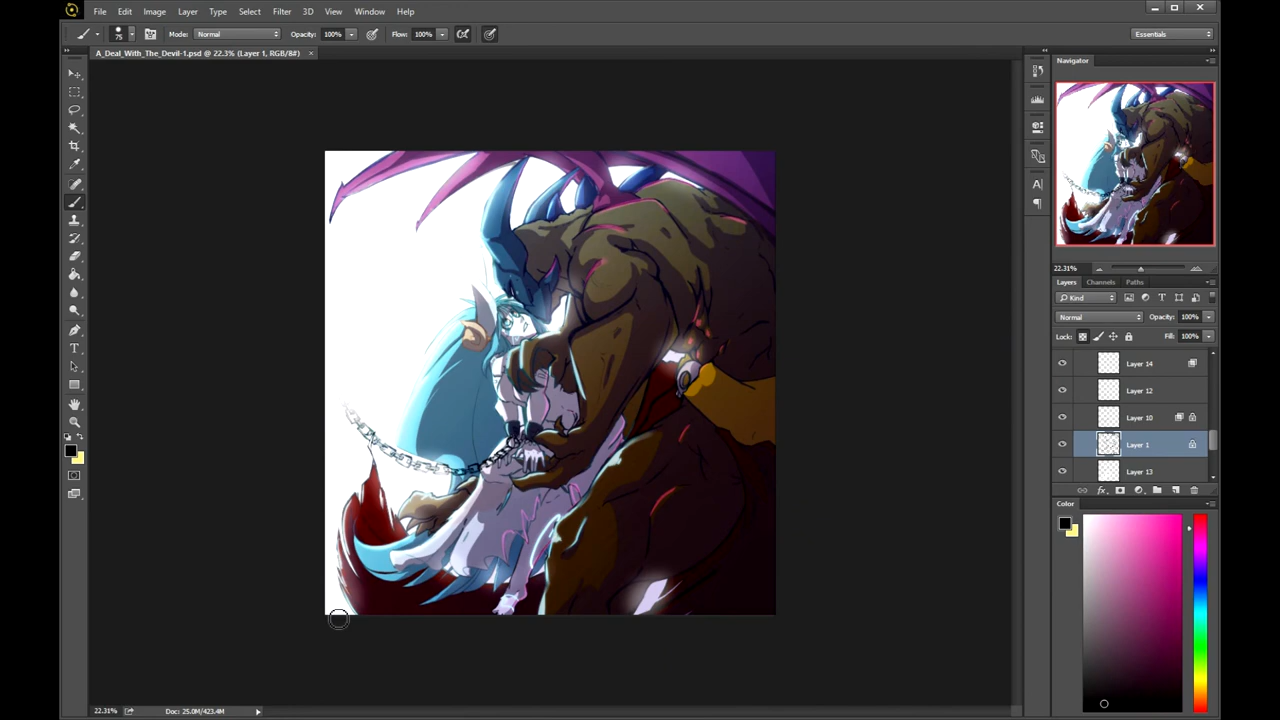 File Edit Image Layer Type Select Filter 3D View Window Help
75 Mode: Normal Opacity: 100% Flow: 100% Essentials
A_Deal_With_The_Devil-1.psd @ 22.3% (Layer 1, RGB/8#) ×
Navigator
22.31%
Layers Channels Paths
Kind
Normal Opacity: 100%
Lock: Fill: 100%
Layer 14
Layer 12
Layer 10
Layer 1
Layer 13
Color
22.31% Doc: 25.0M/423.4M